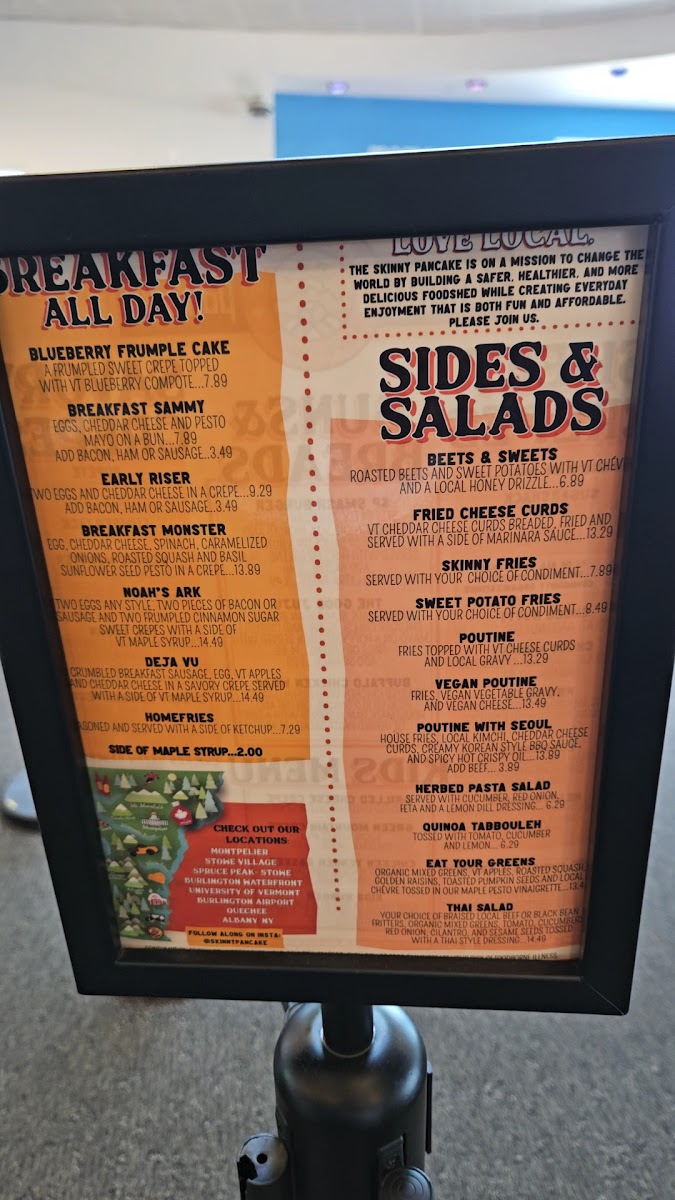 BREAKFAST
ALL DAY!
BLUEBERRY FRUMPLE CAKE
A FRUMPLED SWEET CREPE TOPPED
WITH VT BLUEBERRY COMPOTE...7.89
BREAKFAST SAMMY
EGGS, CHEDDAR CHEESE AND PESTO
MAYO ON A BUN...7.89
ADD BACON, HAM OR SAUSAGE...3.49
EARLY RISER
TWO EGGS AND CHEDDAR CHEESE IN A CREPE...9.29
ADD BACON, HAM OR SAUSAGE...3.49
BREAKFAST MONSTER
EGG, CHEDDAR CHEESE, SPINACH, CARAMELIZED
ONIONS, ROASTED SQUASH AND BASIL
SUNFLOWER SEED PESTO IN A CREPE...13.89
NOAH'S ARK
TWO EGGS ANY STYLE, TWO PIECES OF BACON OR
SAUSAGE AND TWO FRUMPLED CINNAMON SUGAR
SWEET CREPES WITH A SIDE OF
VT MAPLE SYRUP...14.49
DEJA VU
CRUMBLED BREAKFAST SAUSAGE, EGG, VT APPLES
AND CHEDDAR CHEESE IN A SAVORY CREPE SERVED
WITH A SIDE OF VT MAPLE SYRUP...14.49
HOMEFRIES
SEASONED AND SERVED WITH A SIDE OF KETCHUP...7.29
SIDE OF MAPLE SYRUP...2.00
CHECK OUT OUR
LOCATIONS
MONTPELIER
STOWE VILLAGE
SPRUCE PEAK- STOWE
BURLINGTON WATERFRONT
UNIVERSITY OF VERMONT
BURLINGTON AIRPORT
QUECHEE
ALBANY NY
FOLLOW ALONG ON INSTA:
@SKINNYPANCAKE
LOVE LOCAL.
THE SKINNY PANCAKE IS ON A MISSION TO CHANGE THE
WORLD BY BUILDING A SAFER, HEALTHIER, AND MORE
DELICIOUS FOODSHED WHILE CREATING EVERYDAY
ENJOYMENT THAT IS BOTH FUN AND AFFORDABLE.
PLEASE JOIN US.
SIDES &
SALADS
BEETS & SWEETS
ROASTED BEETS AND SWEET POTATOES WITH VT CHÉV
AND A LOCAL HONEY DRIZZLE...6.89
FRIED CHEESE CURDS
VT CHEDDAR CHEESE CURDS BREADED, FRIED AND
SERVED WITH A SIDE OF MARINARA SAUCE...13.29
SKINNY FRIES
SERVED WITH YOUR CHOICE OF CONDIMENT...7.89
SWEET POTATO FRIES
SERVED WITH YOUR CHOICE OF CONDIMENT...8.49
POUTINE
FRIES TOPPED WITH VT CHEESE CURDS
AND LOCAL GRAVY...13.29
VEGAN POUTINE
FRIES, VEGAN VEGETABLE GRAVY,
AND VEGAN CHEESE...13.49
POUTINE WITH SEOUL
HOUSE FRIES, LOCAL KIMCHI, CHEDDAR CHEESE
CURDS, CREAMY KOREAN STYLE BBQ SAUCE,
AND SPICY HOT CRISPY OIL...13.89
ADD BEEF... 3.89
HERBED PASTA SALAD
SERVED WITH CUCUMBER, RED ONION,
FETA AND A LEMON DILL DRESSING... 6.29
QUINOA TABBOULEH
TOSSED WITH TOMATO, CUCUMBER
AND LEMON... 6.29
EAT YOUR GREENS
ORGANIC MIXED GREENS, VT APPLES, ROASTED SQUASH,
GOLDEN RAISINS, TOASTED PUMPKIN SEEDS AND LOCAL
CHÈVRE TOSSED IN OUR MAPLE PESTO VINAIGRETTE...13.4
THAI SALAD
YOUR CHOICE OF BRAISED LOCAL BEEF OR BLACK BEAN
FRITTERS, ORGANIC MIXED GREENS, TOMATO, CUCUMBERS
RED ONION, CILANTRO, AND SESAME SEEDS TOSSED
WITH A THAI STYLE DRESSING...14.49